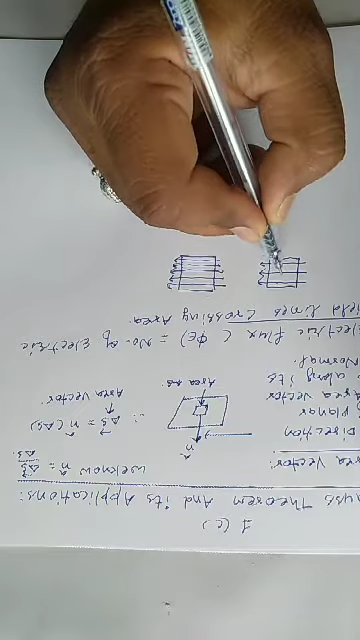 1(c)
Gauss Theorem And its Applications:
Area Vector:
Direction
planar
Area vector
along its
Normal.
we know n̂ = ΔS⃗ / ΔS
n̂
∴ ΔS⃗ = n̂ (ΔS)
Area Vector
Area ΔS
Electric flux (ΦE) = No. of Electric
field lines Crossing Area.